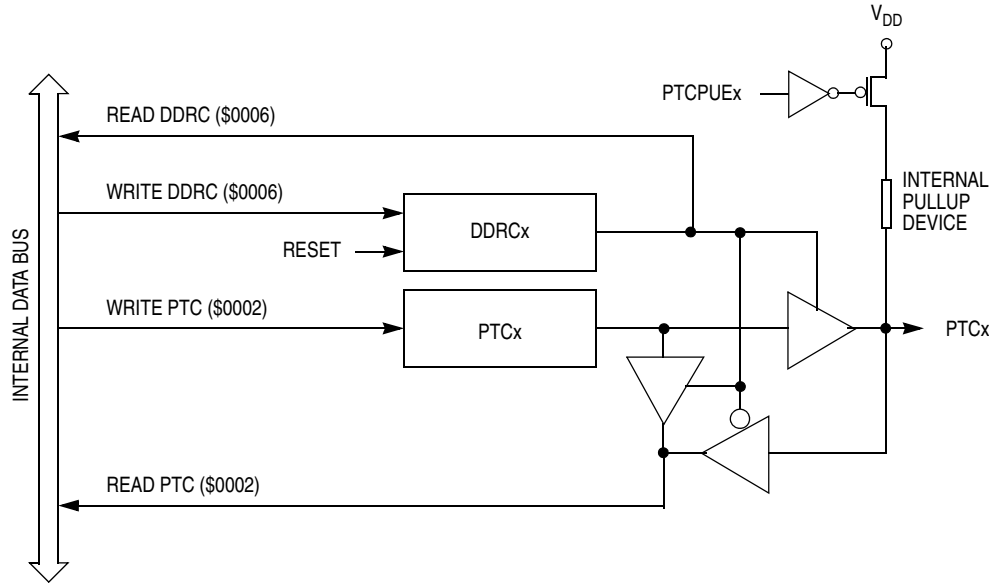 VDD
PTCPUEx
READ DDRC ($0006)
INTERNAL
PULLUP
DEVICE
WRITE DDRC ($0006)
DDRCx
RESET
WRITE PTC ($0002)
PTCx
PTCx
INTERNAL DATA BUS
READ PTC ($0002)